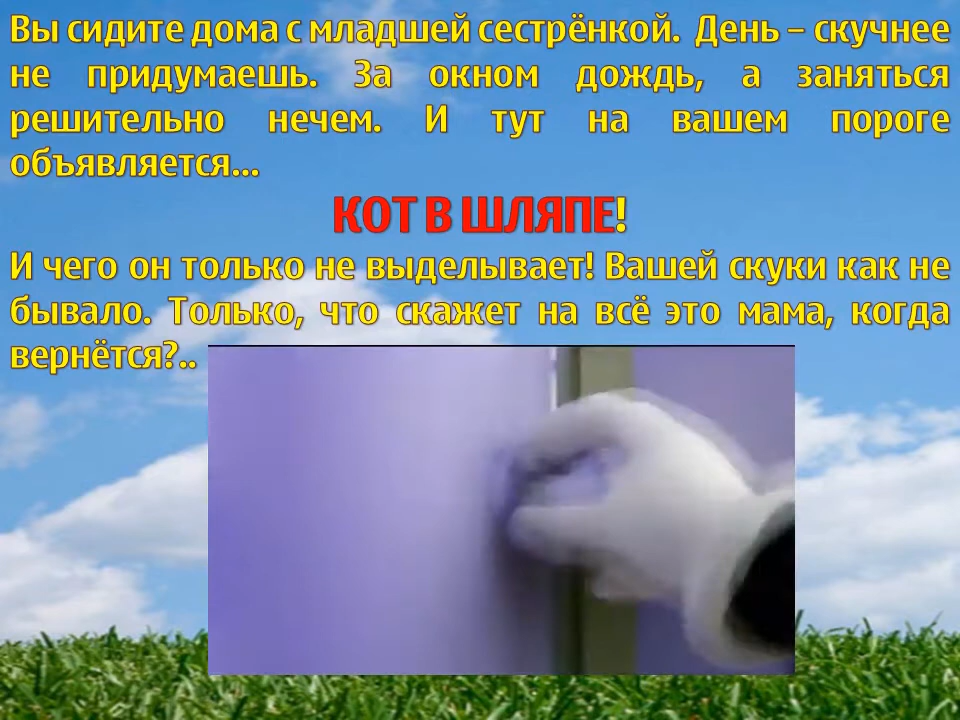 Вы сидите дома с младшей сестрёнкой. День – скучнее
не придумаешь. За окном дождь, а заняться
решительно нечем. И тут на вашем пороге
объявляется...
КОТ В ШЛЯПЕ!
И чего он только не выделывает! Вашей скуки как не
бывало. Только, что скажет на всё это мама, когда
вернётся?..